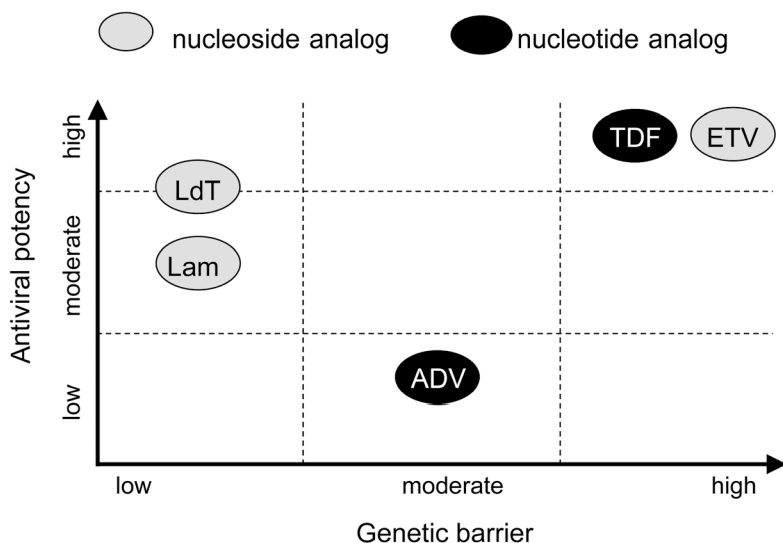 nucleoside analog
nucleotide analog
Antiviral potency
high
moderate
low
TDF
ETV
LdT
Lam
ADV
low
moderate
high
Genetic barrier